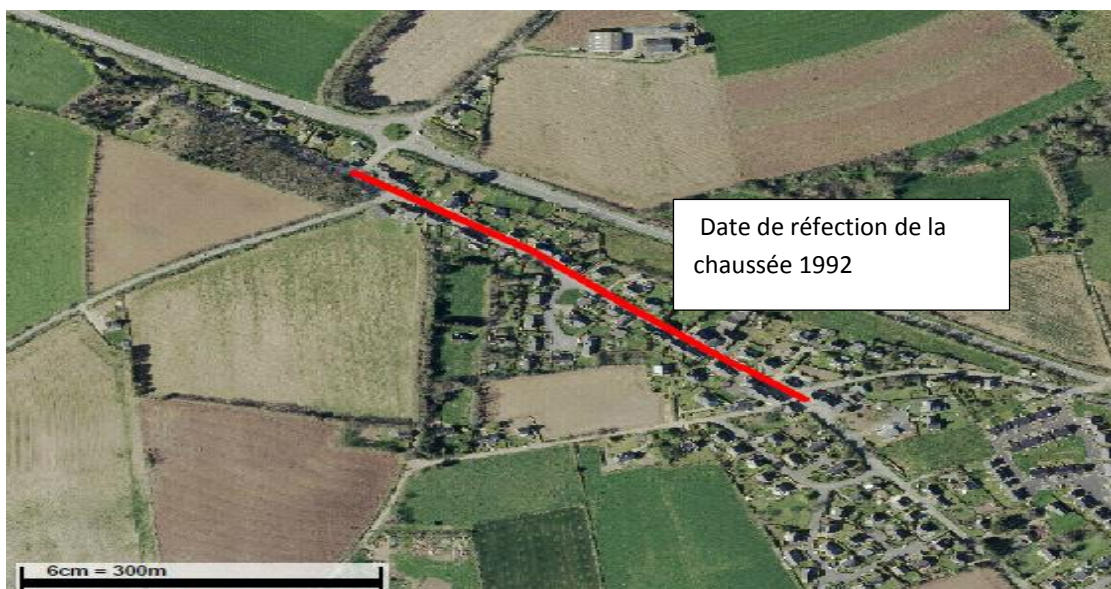 Date de réfection de la
chaussée 1992
6cm = 300m